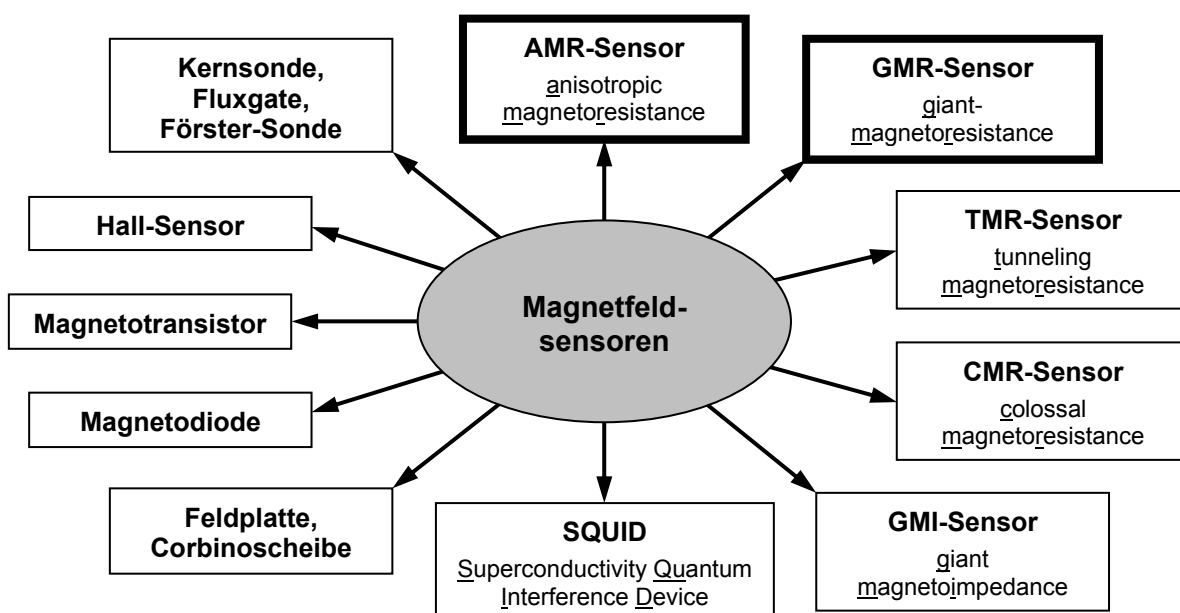 AMR-Sensor
anisotropic
magnetoresistance
GMR-Sensor
giant-
magnetoresistance
Kernsonde,
Fluxgate,
Förster-Sonde
Hall-Sensor
TMR-Sensor
tunneling
magnetoresistance
Magnetfeld-
sensoren
Magnetotransistor
CMR-Sensor
colossal
magnetoresistance
Magnetodiode
Feldplatte,
Corbinoscheibe
SQUID
Superconductivity Quantum
Interference Device
GMI-Sensor
giant
magnetoimpedance